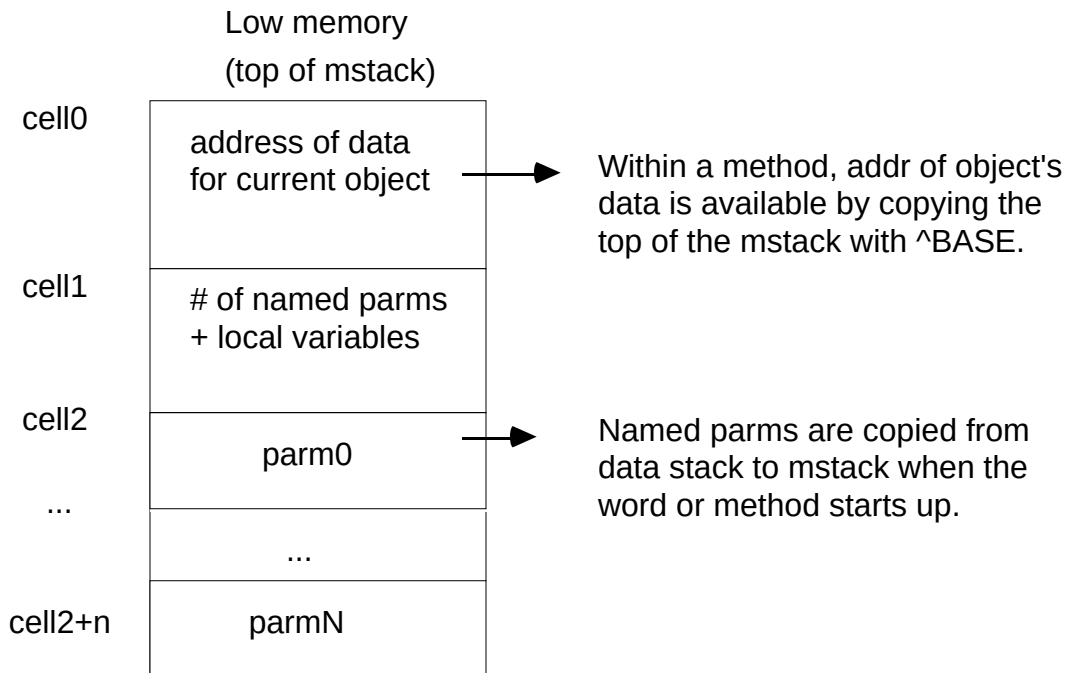 Low memory
(top of mstack)
cell0
address of data
for current object
Within a method, addr of object's
data is available by copying the
top of the mstack with ^BASE.
cell1
# of named parms
+ local variables
cell2
parm0
Named parms are copied from
data stack to mstack when the
word or method starts up.
...
...
cell2+n
parmN